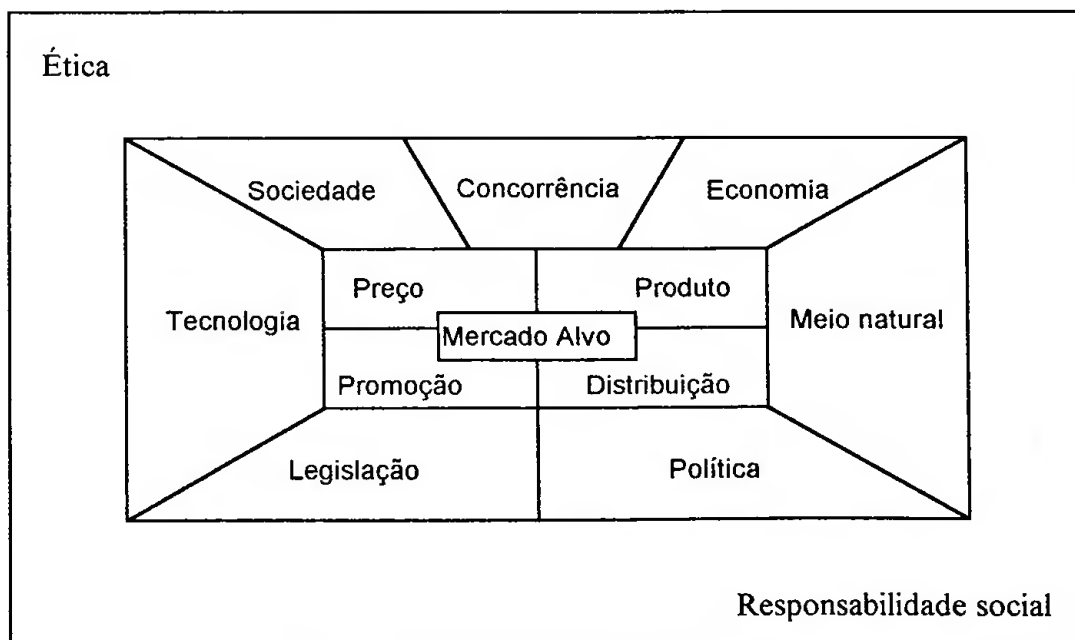 Ética
Sociedade
Concorrência
Economia
Preço
Produto
Tecnologia
Mercado Alvo
Meio natural
Promoção
Distribuição
Legislação
Política
Responsabilidade social